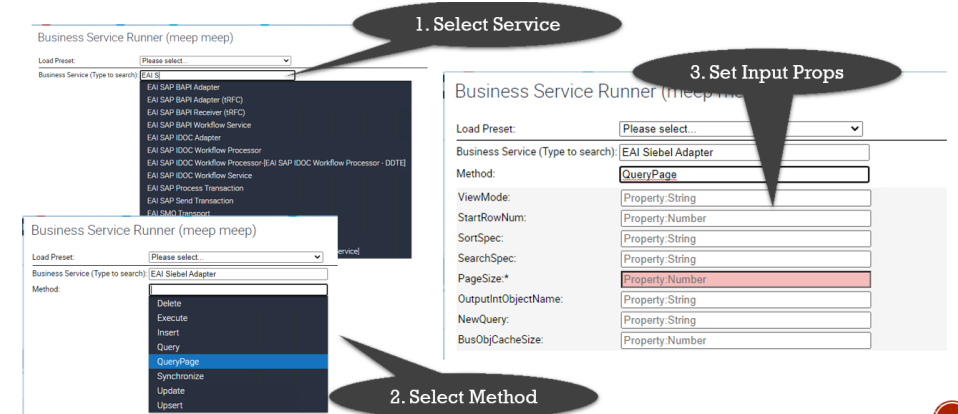 1. Select Service
Business Service Runner (meep meep)
Load Preset: Please select...
Business Service (Type to search): EAI S
EAI SAP BAPI Adapter
EAI SAP BAPI Adapter (tRFC)
EAI SAP BAPI Receiver (tRFC)
EAI SAP BAPI Workflow Service
EAI SAP IDOC Adapter
EAI SAP IDOC Workflow Processor
EAI SAP IDOC Workflow Processor-[EAI SAP IDOC Workflow Processor - DDTE]
EAI SAP IDOC Workflow Service
EAI SAP Process Transaction
EAI SAP Send Transaction
EAI SMO Transport
ervice]
Business Service Runner (meep meep)
Load Preset: Please select...
Business Service (Type to search): EAI Siebel Adapter
Method:
Delete
Execute
Insert
Query
QueryPage
Synchronize
Update
Upsert
2. Select Method
3. Set Input Props
Business Service Runner (meep me
Load Preset: Please select...
Business Service (Type to search): EAI Siebel Adapter
Method: QueryPage
ViewMode: Property:String
StartRowNum: Property:Number
SortSpec: Property:String
SearchSpec: Property:String
PageSize:* Property:Number
OutputIntObjectName: Property:String
NewQuery: Property:String
BusObjCacheSize: Property:Number